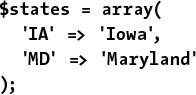 $states = array(
  'IA' => 'Iowa',
  'MD' => 'Maryland'
);